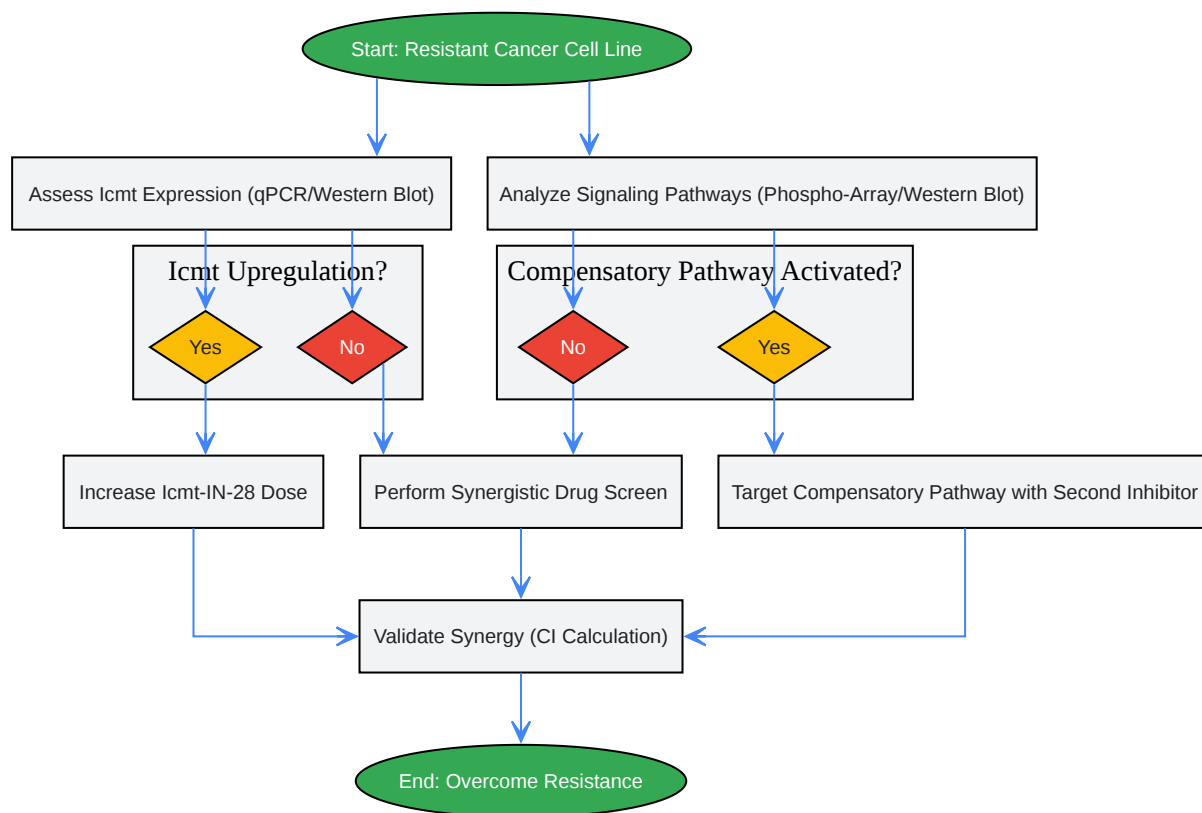 Start: Resistant Cancer Cell Line
Assess Icmt Expression (qPCR/Western Blot)
Analyze Signaling Pathways (Phospho-Array/Western Blot)
Icmt Upregulation?
Compensatory Pathway Activated?
Yes
No
No
Yes
Increase Icmt-IN-28 Dose
Perform Synergistic Drug Screen
Target Compensatory Pathway with Second Inhibitor
Validate Synergy (CI Calculation)
End: Overcome Resistance